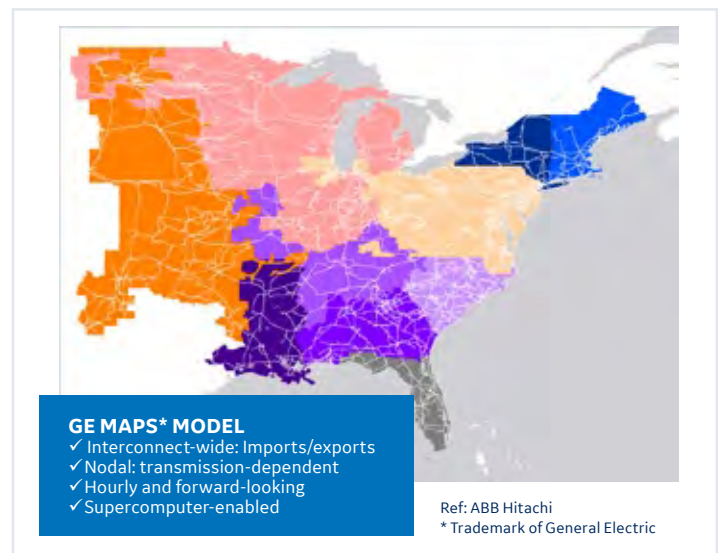 GE MAPS* MODEL
✓ Interconnect-wide: Imports/exports
✓ Nodal: transmission-dependent
✓ Hourly and forward-looking
✓ Supercomputer-enabled
Ref: ABB Hitachi
* Trademark of General Electric